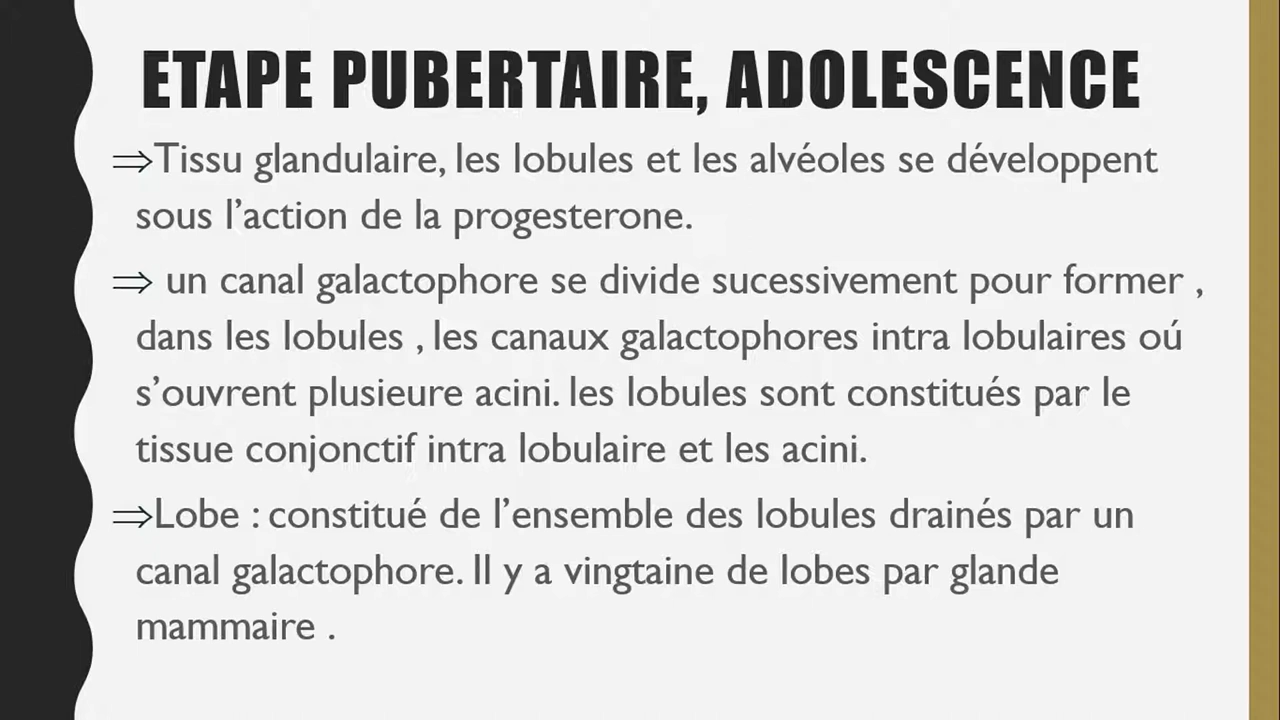 ETAPE PUBERTAIRE, ADOLESCENCE
⇒Tissu glandulaire, les lobules et les alvéoles se développent
sous l’action de la progesterone.
⇒ un canal galactophore se divide sucessivement pour former ,
dans les lobules , les canaux galactophores intra lobulaires oú
s’ouvrent plusieure acini. les lobules sont constitués par le
tissue conjonctif intra lobulaire et les acini.
⇒Lobe : constitué de l’ensemble des lobules drainés par un
canal galactophore. Il y a vingtaine de lobes par glande
mammaire .